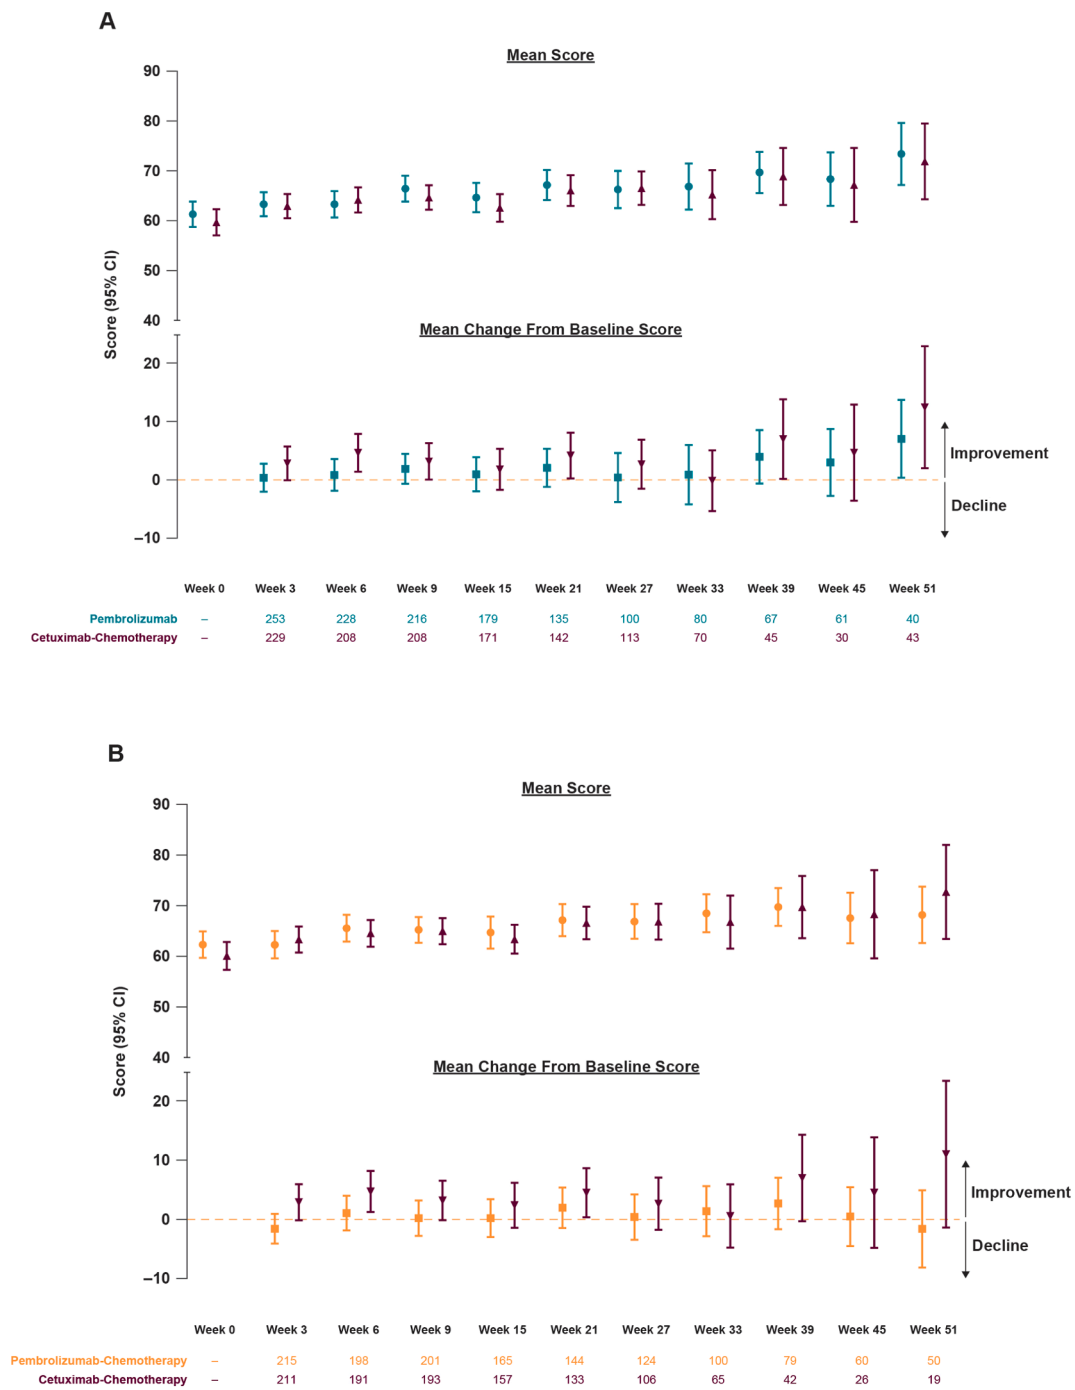 A
Mean Score
90
80
70
60
50
40
Score (95% CI)
Mean Change From Baseline Score
20
10
0
–10
Improvement
Decline
Week 0 Week 3 Week 6 Week 9 Week 15 Week 21 Week 27 Week 33 Week 39 Week 45 Week 51
Pembrolizumab – 253 228 216 179 135 100 80 67 61 40
Cetuximab-Chemotherapy – 229 208 208 171 142 113 70 45 30 43
B
Mean Score
90
80
70
60
50
40
Score (95% CI)
Mean Change From Baseline Score
20
10
0
–10
Improvement
Decline
Week 0 Week 3 Week 6 Week 9 Week 15 Week 21 Week 27 Week 33 Week 39 Week 45 Week 51
Pembrolizumab-Chemotherapy – 215 198 201 165 144 124 100 79 60 50
Cetuximab-Chemotherapy – 211 191 193 157 133 106 65 42 26 19